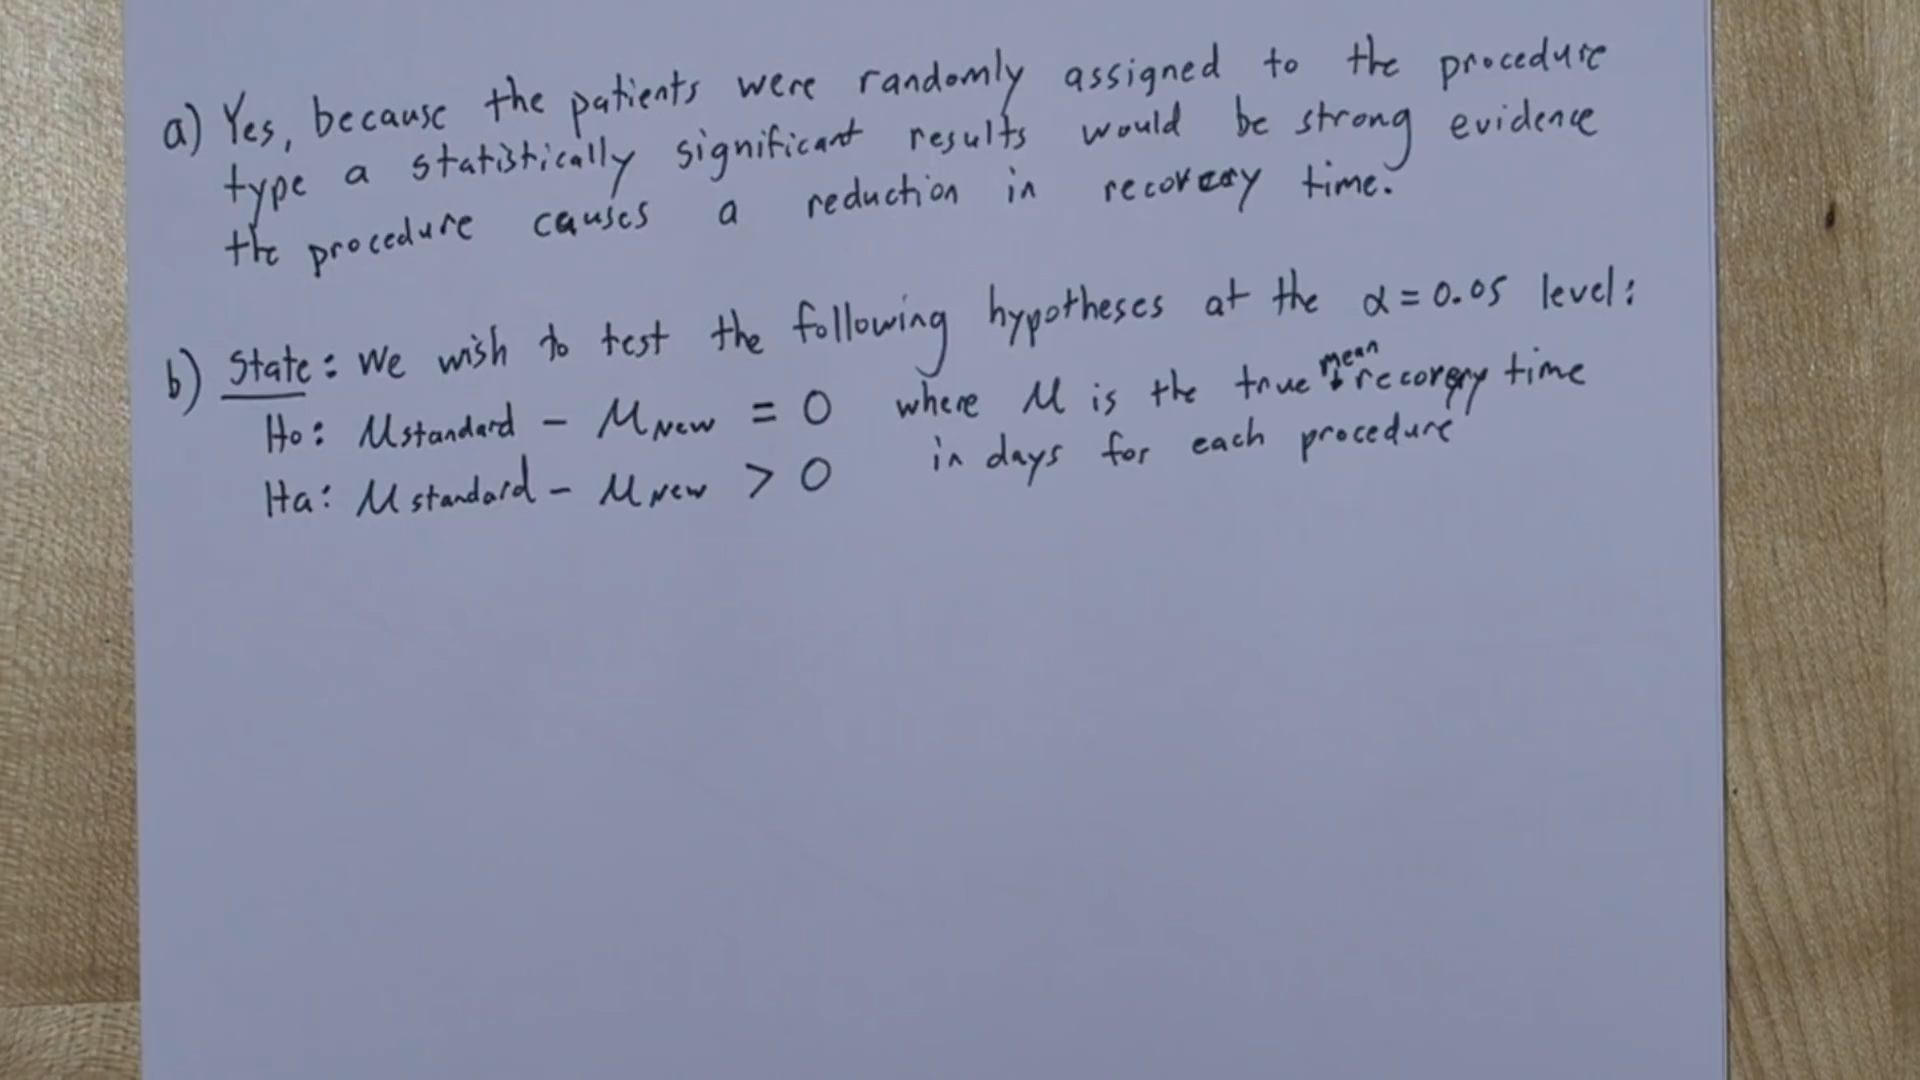 a) Yes, because the patients were randomly assigned to the procedure
type a statistically significant results would be strong evidence
the procedure causes a reduction in recovery time.
b) State: We wish to test the following hypotheses at the α = 0.05 level:
Ho: μstandard - μNew = 0 where μ is the true mean recovery time
Ha: μstandard - μNew > 0 in days for each procedure